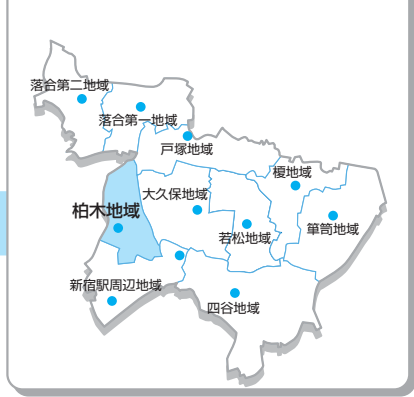 落合第二地域
落合第一地域
戸塚地域
榎地域
大久保地域
柏木地域
箪笥地域
若松地域
新宿駅周辺地域
四谷地域